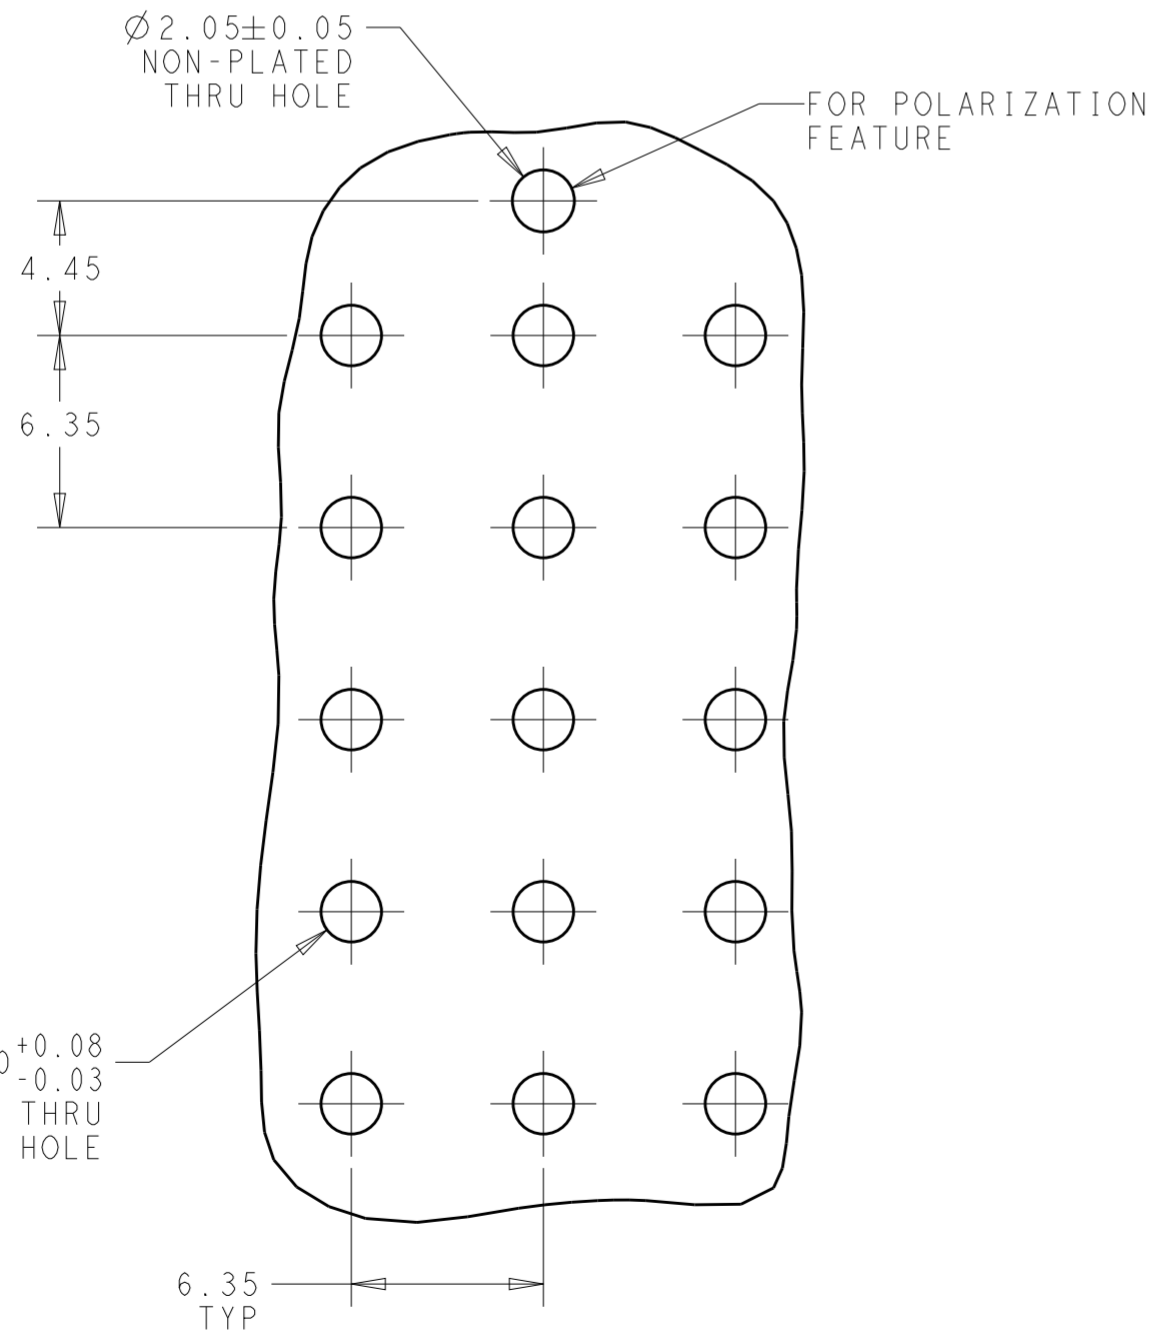 Ø2.05±0.05
NON-PLATED
THRU HOLE
FOR POLARIZATION
FEATURE
4.45
6.35
+0.08
-0.03
THRU
HOLE
6.35
TYP